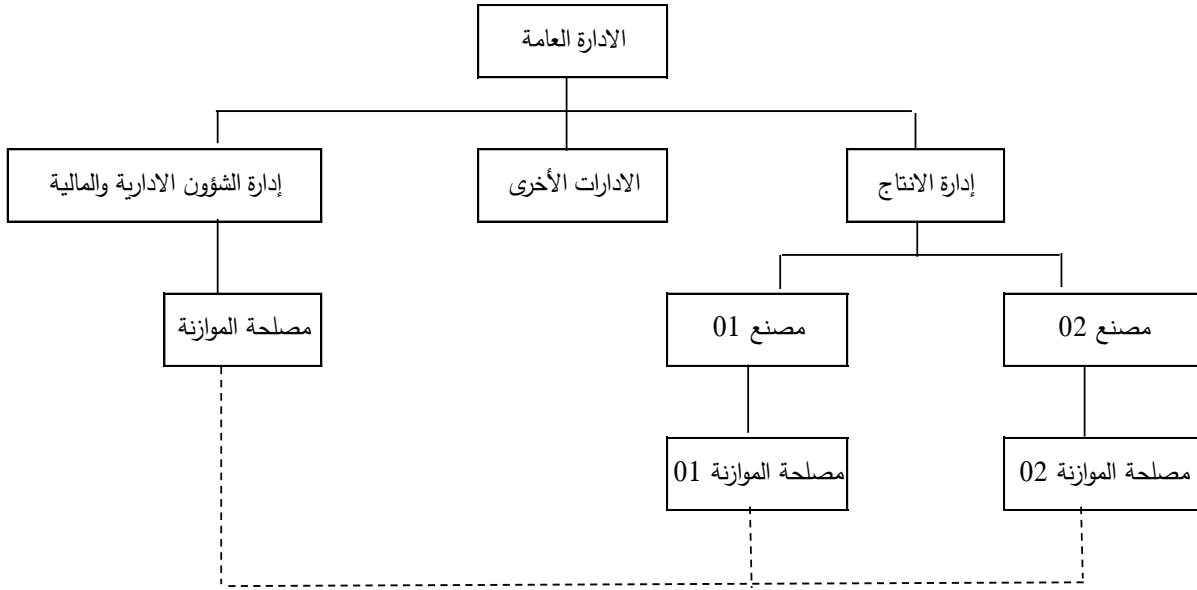 الادارة العامة
إدارة الانتاج
الادارات الأخرى
إدارة الشؤون الادارية والمالية
مصنع 02
مصنع 01
مصلحة الموازنة
مصلحة الموازنة 02
مصلحة الموازنة 01